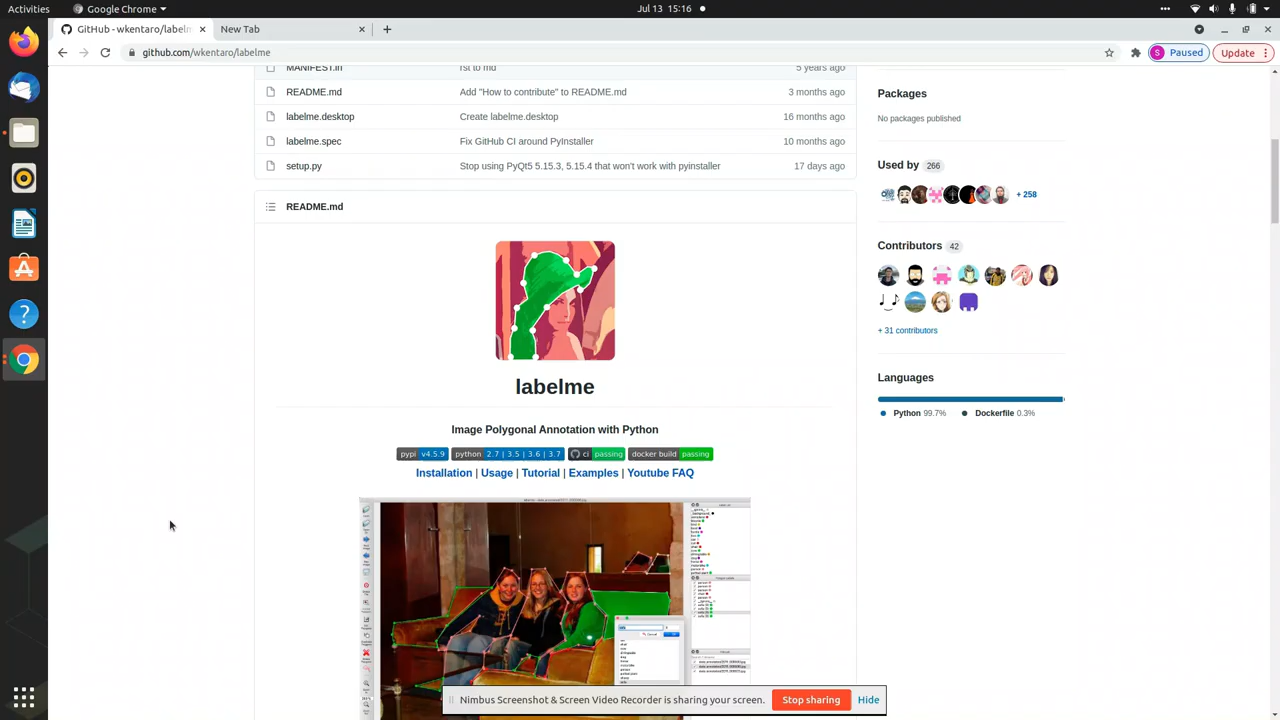 Activities
Google Chrome
Jul 13 15:16
GitHub - wkentaro/labelm
New Tab
github.com/wkentaro/labelme
S
Paused
Update
MANIFEST.in rst to md 5 years ago
README.md Add "How to contribute" to README.md 3 months ago
labelme.desktop Create labelme.desktop 16 months ago
labelme.spec Fix GitHub CI around PyInstaller 10 months ago
setup.py Stop using PyQt5 5.15.3, 5.15.4 that won't work with pyinstaller 17 days ago
README.md
labelme
Image Polygonal Annotation with Python
pypi v4.5.9 python 2.7 | 3.5 | 3.6 | 3.7 ci passing docker build passing
Installation | Usage | Tutorial | Examples | Youtube FAQ
Packages
No packages published
Used by 266
+ 258
Contributors 42
+ 31 contributors
Languages
Python 99.7% Dockerfile 0.3%
Nimbus Screenshot & Screen Video Recorder is sharing your screen. Stop sharing Hide